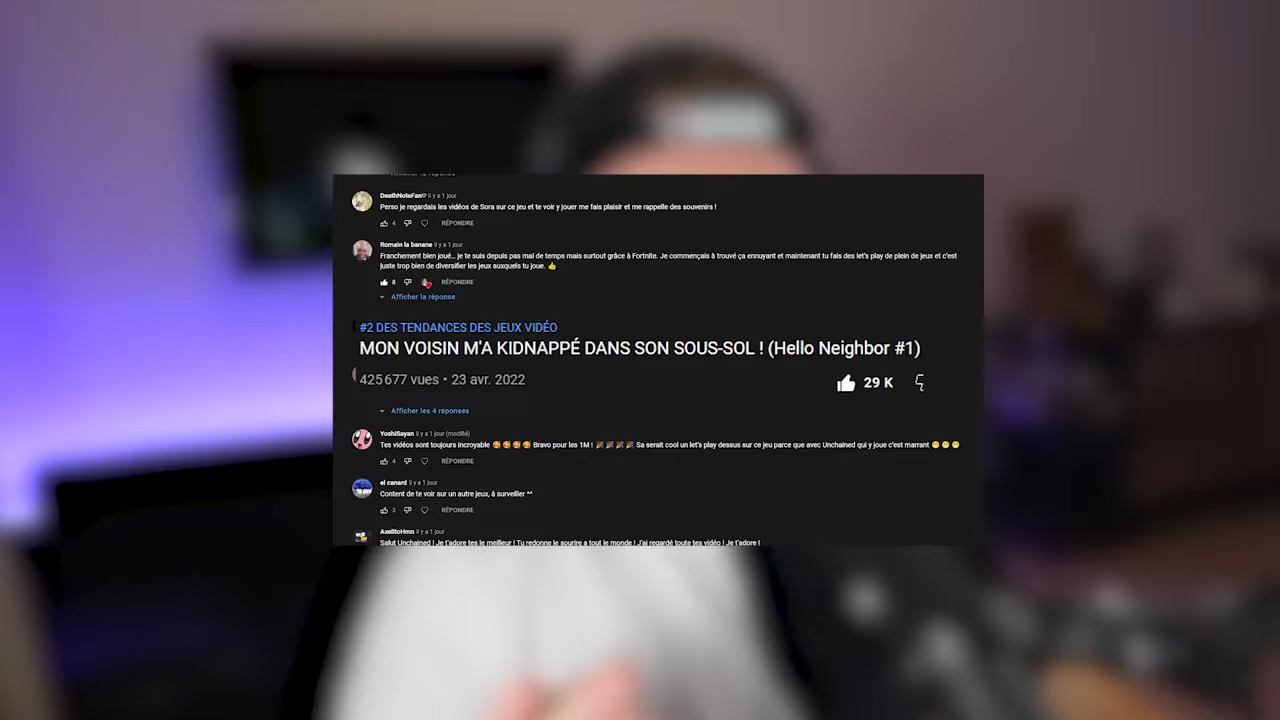 DeathNoteFan♡ il y a 1 jour
Perso je regardais les vidéos de Sora sur ce jeu et te voir y jouer me fais plaisir et me rappelle des souvenirs !
4 RÉPONDRE
Romain la banane il y a 1 jour
Franchement bien joué... je te suis depuis pas mal de temps mais surtout grâce à Fortnite. Je commençais à trouvé ça ennuyant et maintenant tu fais des let's play de plein de jeux et c'est
juste trop bien de diversifier les jeux auxquels tu joue. 👍
8 RÉPONDRE
Afficher la réponse
#2 DES TENDANCES DES JEUX VIDÉO
MON VOISIN M'A KIDNAPPÉ DANS SON SOUS-SOL ! (Hello Neighbor #1)
425 677 vues • 23 avr. 2022
29 K
Afficher les 4 réponses
YoshiSayan il y a 1 jour (modifié)
Tes vidéos sont toujours incroyable 🥰🥰🥰🥰 Bravo pour les 1M ! 🎉🎉🎉🎉 Sa serait cool un let's play dessus sur ce jeu parce que avec Unchained qui y joue c'est marrant 😁😁😁
4 RÉPONDRE
el canard il y a 1 jour
Content de te voir sur un autre jeux, à surveiller ^^
3 RÉPONDRE
AxelitoHmn il y a 1 jour
Salut Unchained ! Je t'adore tes le meilleur ! Tu redonne le sourire a tout le monde ! J'ai regardé toute tes vidéo ! Je t'adore !